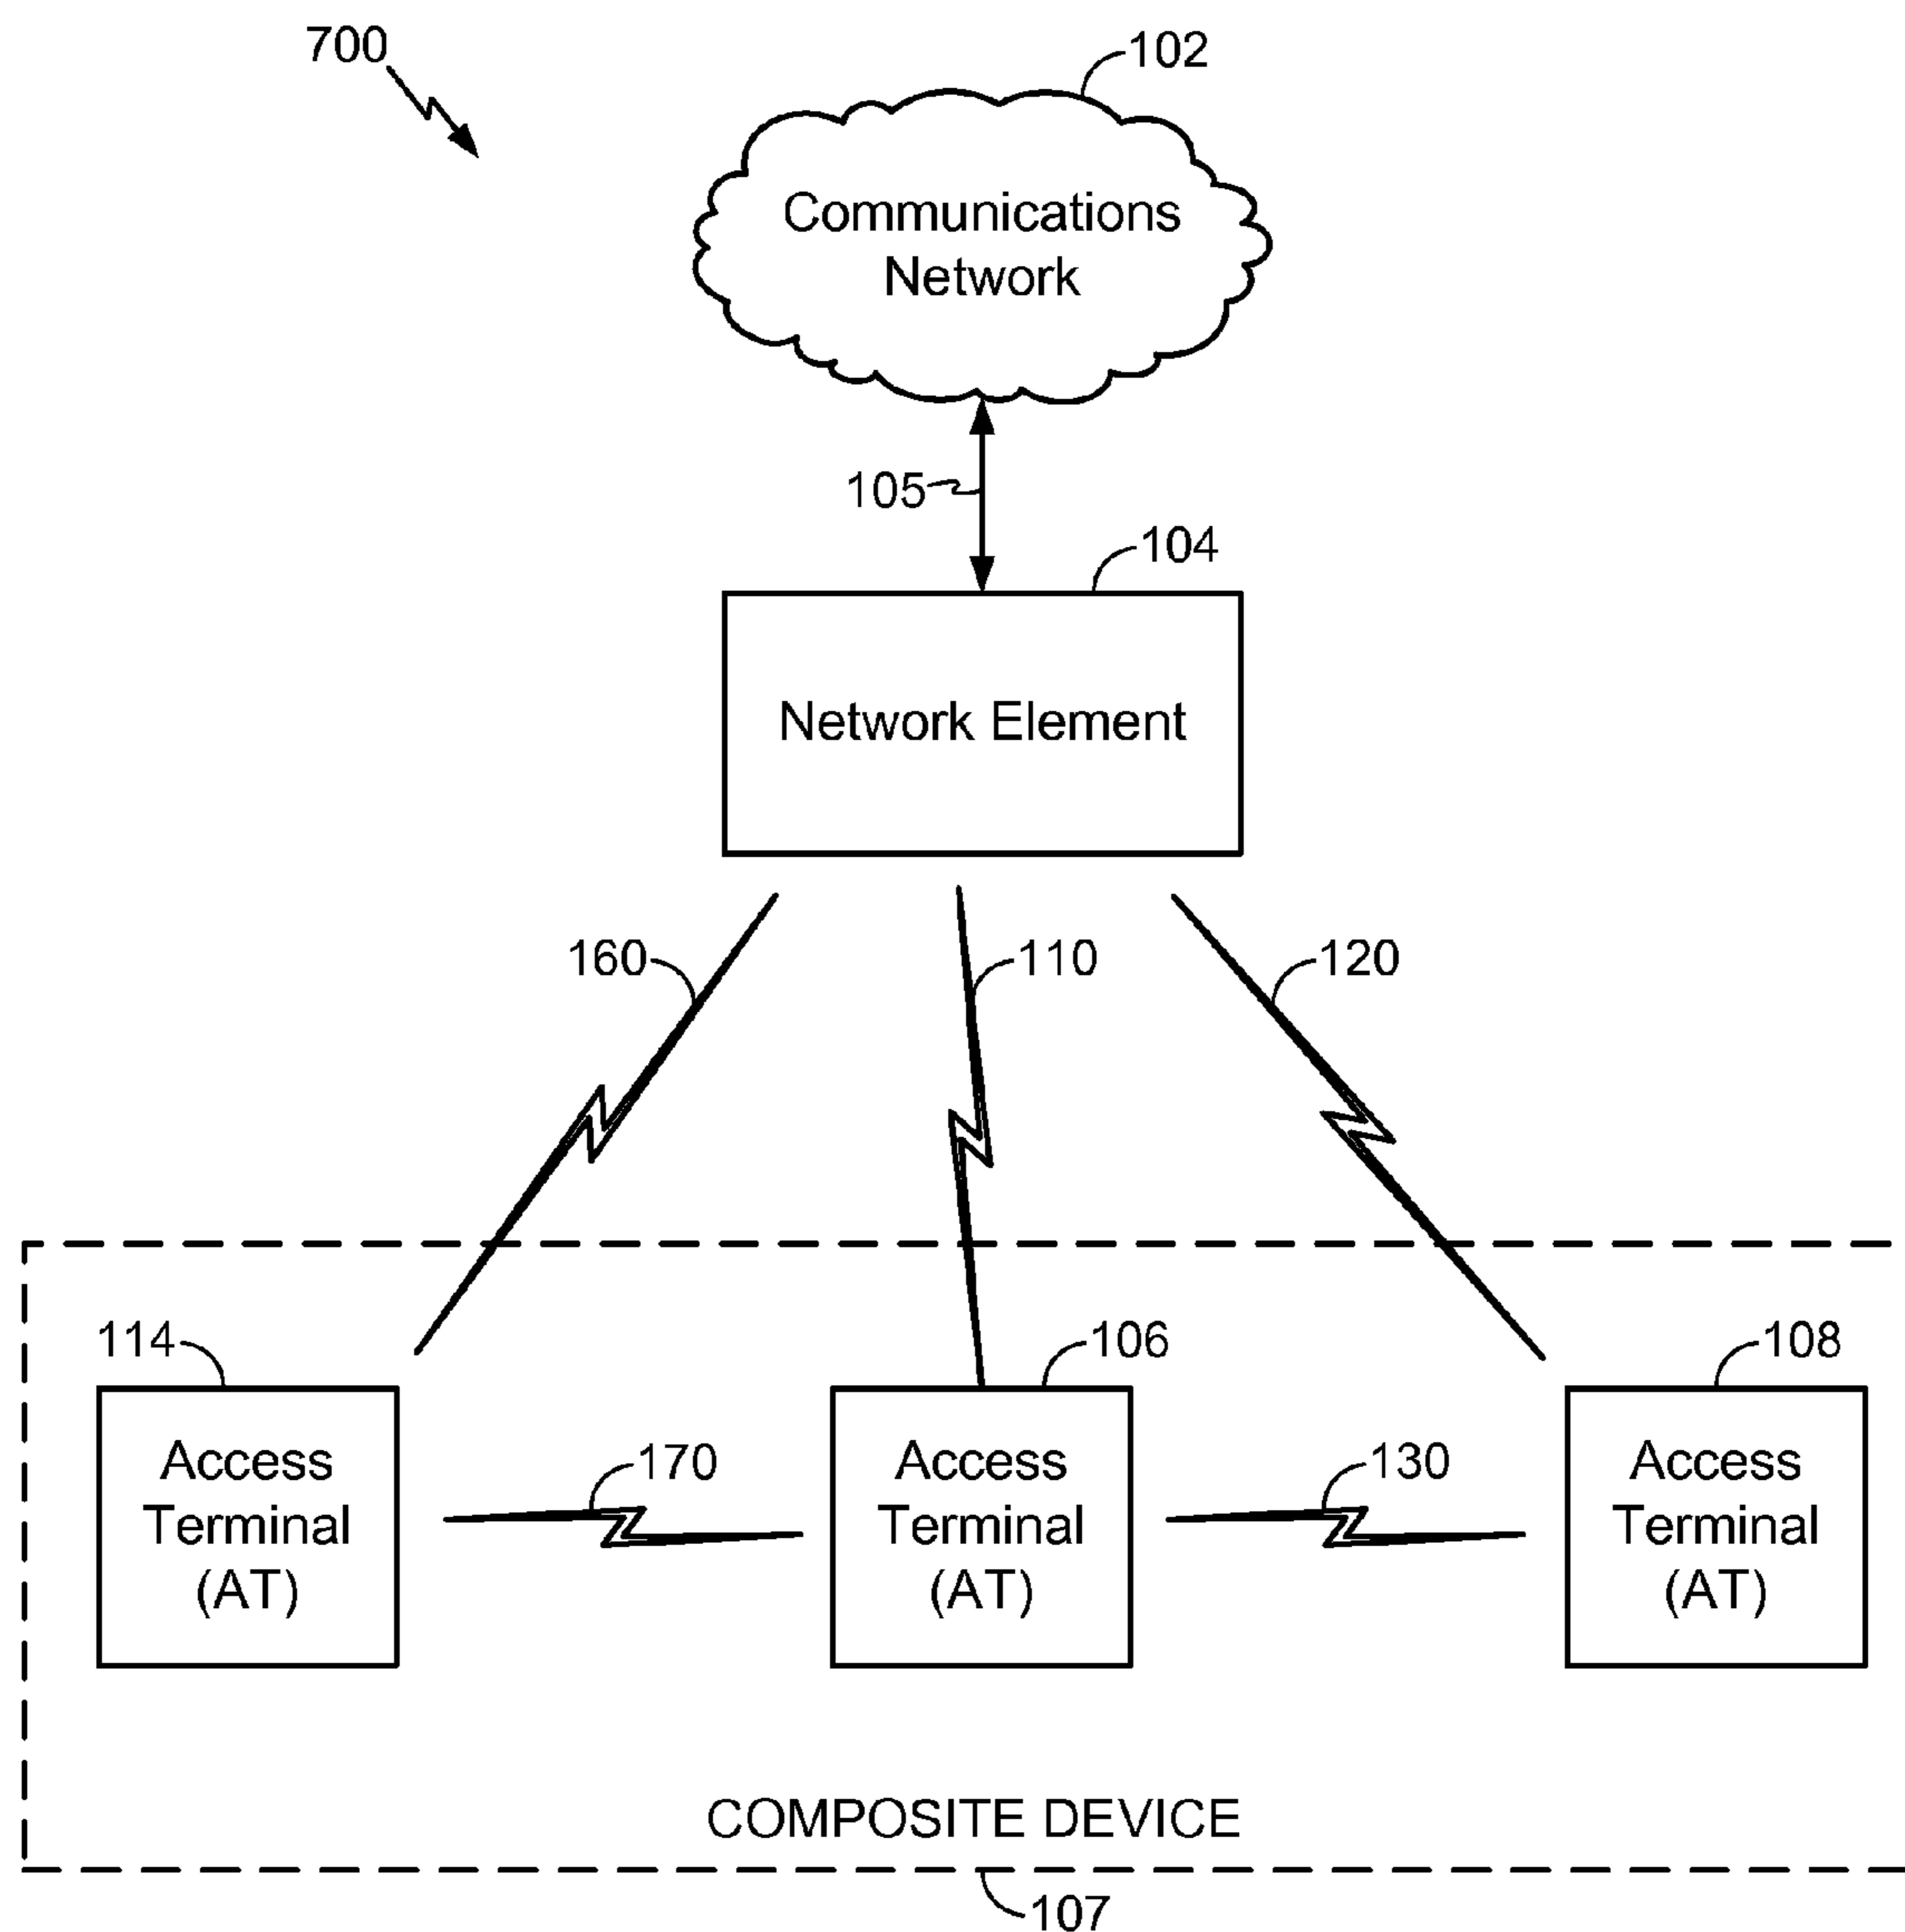 700
102
Communications
Network
105
104
Network Element
160
110
120
114
106
108
Access
Terminal
(AT)
170
Access
Terminal
(AT)
130
Access
Terminal
(AT)
COMPOSITE DEVICE
107